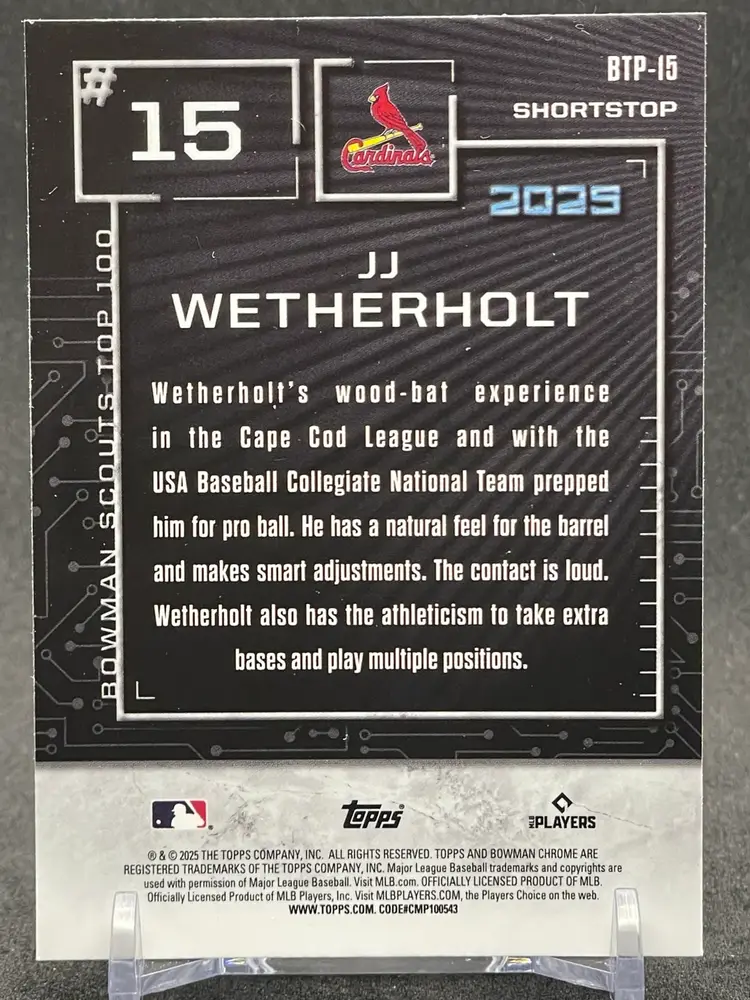 #15
Cardinals
BTP-15
SHORTSTOP
2025
BOWMAN SCOUTS TOP 100
JJ
WETHERHOLT
Wetherholt's wood-bat experience
in the Cape Cod League and with the
USA Baseball Collegiate National Team prepped
him for pro ball. He has a natural feel for the barrel
and makes smart adjustments. The contact is loud.
Wetherholt also has the athleticism to take extra
bases and play multiple positions.
topps®
MLB PLAYERS
® & © 2025 THE TOPPS COMPANY, INC. ALL RIGHTS RESERVED. TOPPS AND BOWMAN CHROME ARE
REGISTERED TRADEMARKS OF THE TOPPS COMPANY, INC. Major League Baseball trademarks and copyrights are
used with permission of Major League Baseball. Visit MLB.com. OFFICIALLY LICENSED PRODUCT OF MLB.
Officially Licensed Product of MLB Players, Inc. Visit MLBPLAYERS.COM, the Players Choice on the web.
WWW.TOPPS.COM. CODE#CMP100543